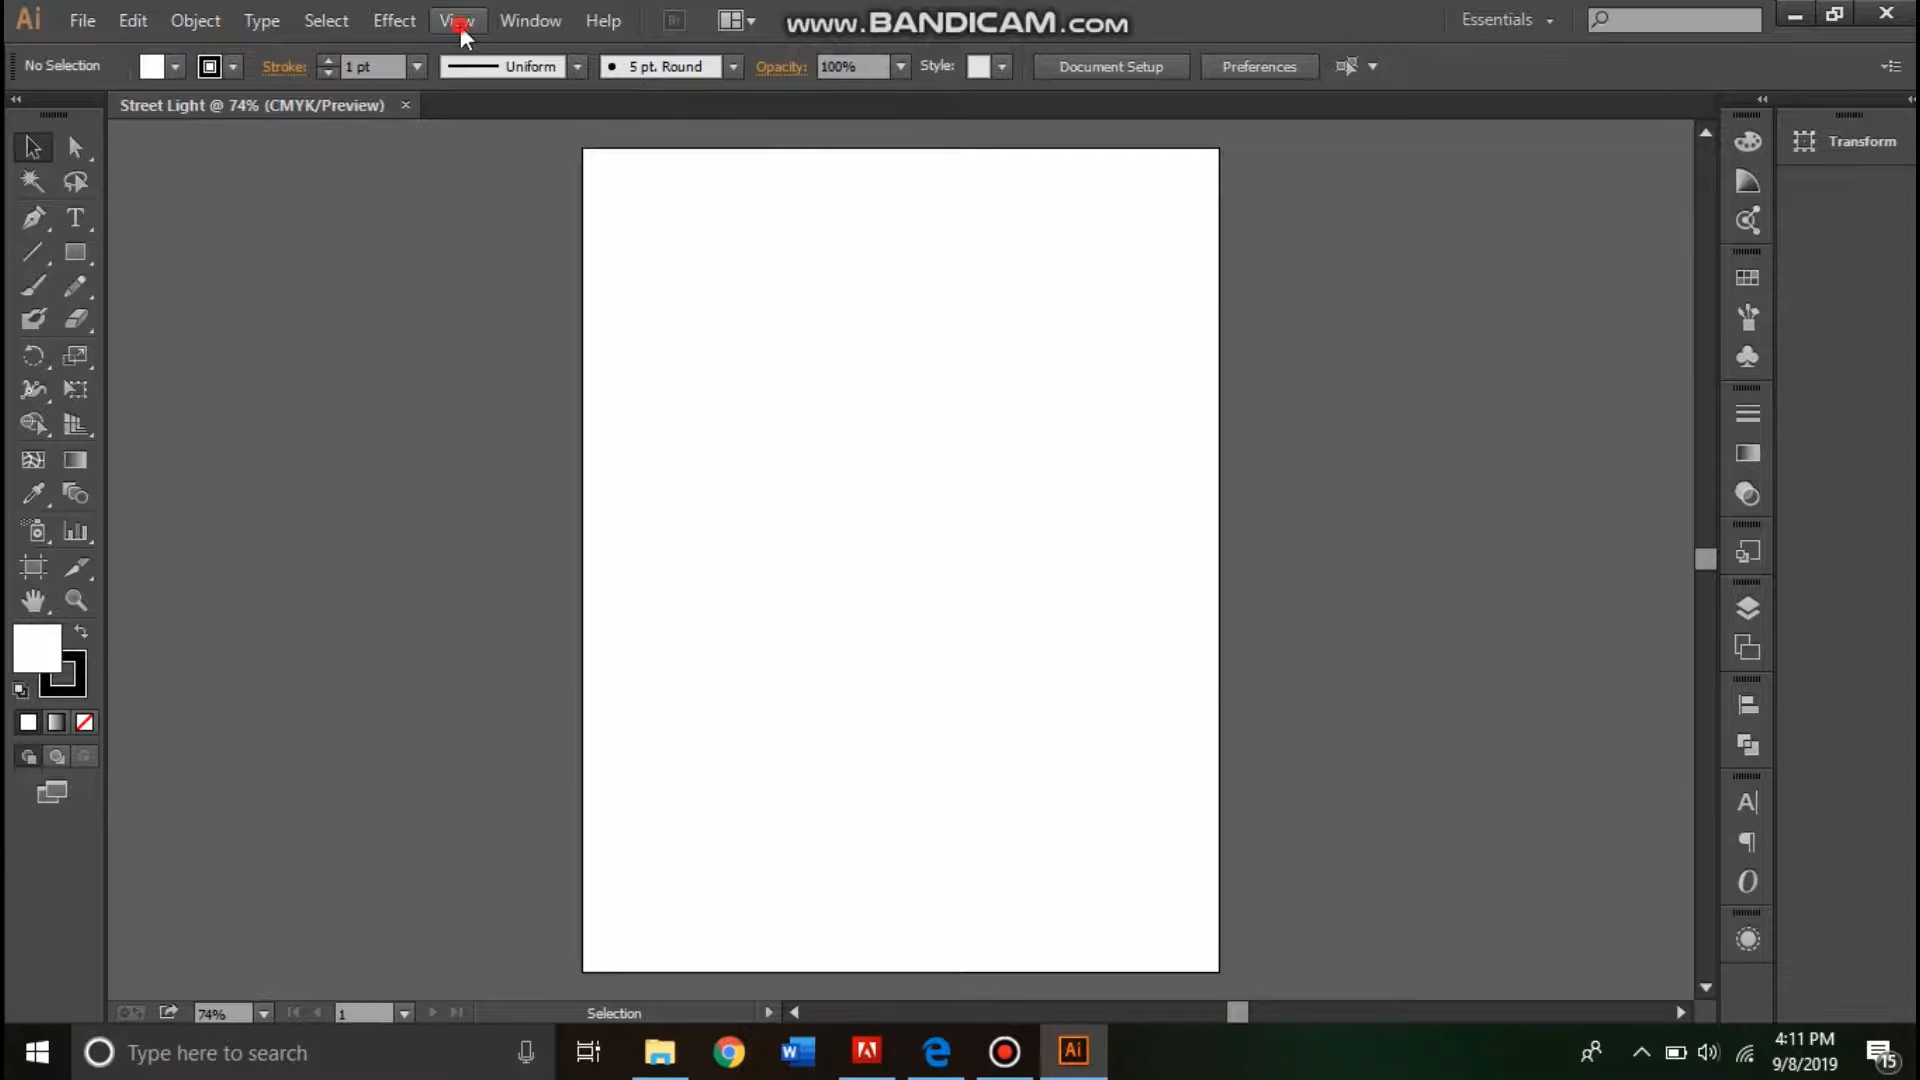 Ai File Edit Object Type Select Effect View Window Help Br www.BANDICAM.com Essentials
No Selection Stroke: 1 pt Uniform 5 pt. Round Opacity: 100% Style: Document Setup Preferences
Street Light @ 74% (CMYK/Preview) ×
Transform
74% 1 Selection
Type here to search
4:11 PM
9/8/2019
15